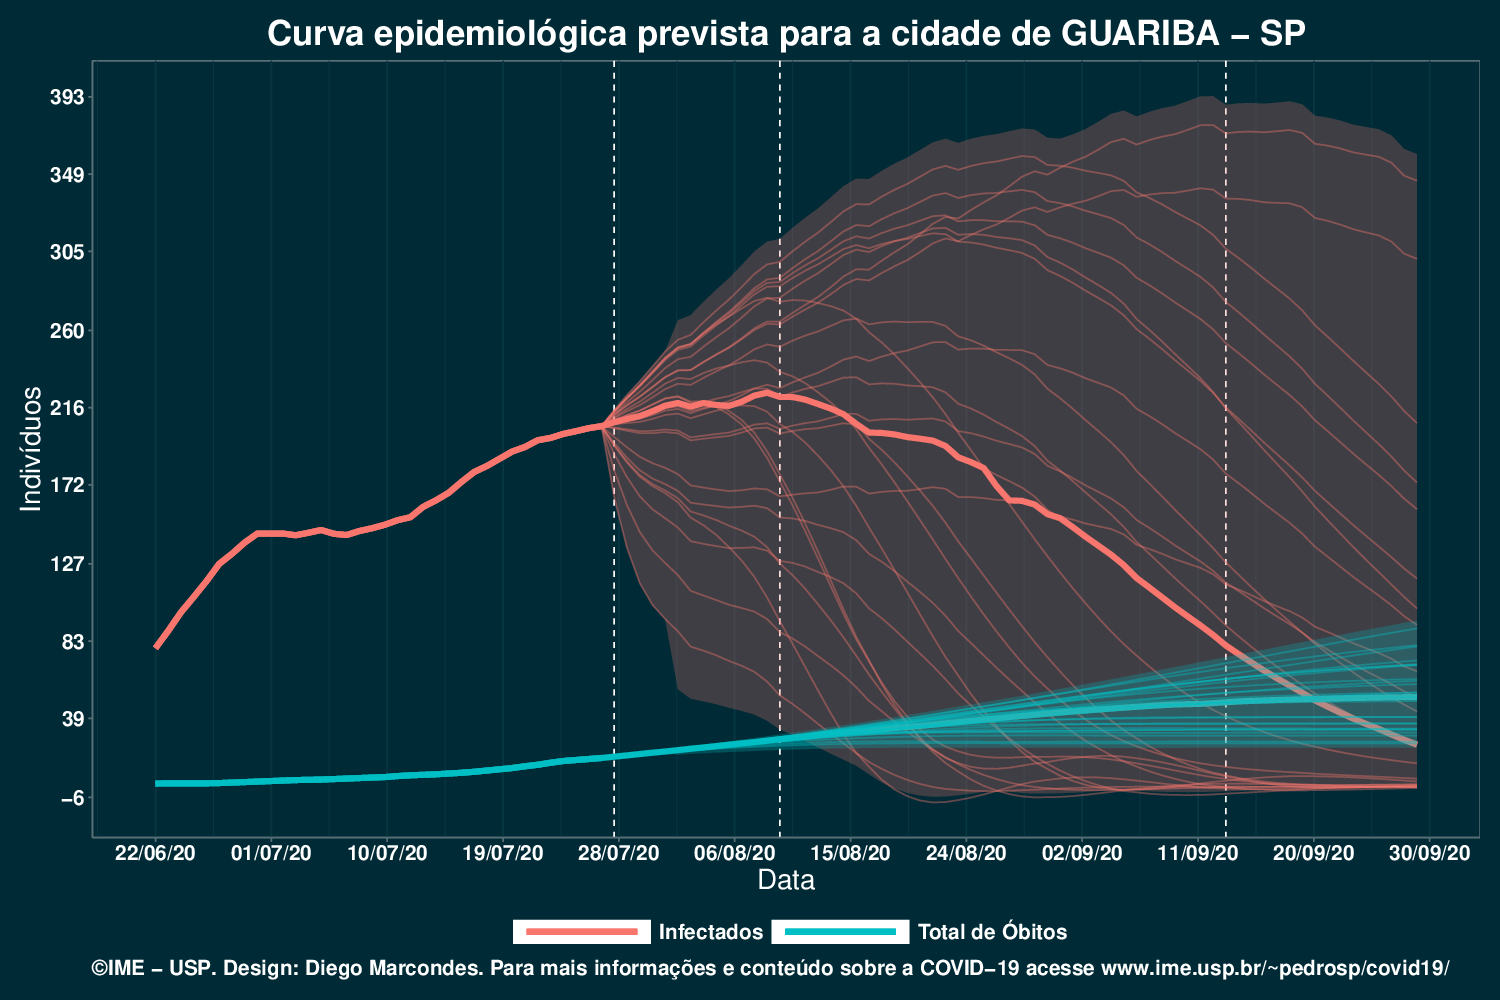 Curva epidemiológica prevista para a cidade de GUARIBA – SP
Indivíduos
393
349
305
260
216
172
127
83
39
–6
22/06/20 01/07/20 10/07/20 19/07/20 28/07/20 06/08/20 15/08/20 24/08/20 02/09/20 11/09/20 20/09/20 30/09/20
Data
Infectados Total de Óbitos
©IME – USP. Design: Diego Marcondes. Para mais informações e conteúdo sobre a COVID–19 acesse www.ime.usp.br/~pedrosp/covid19/